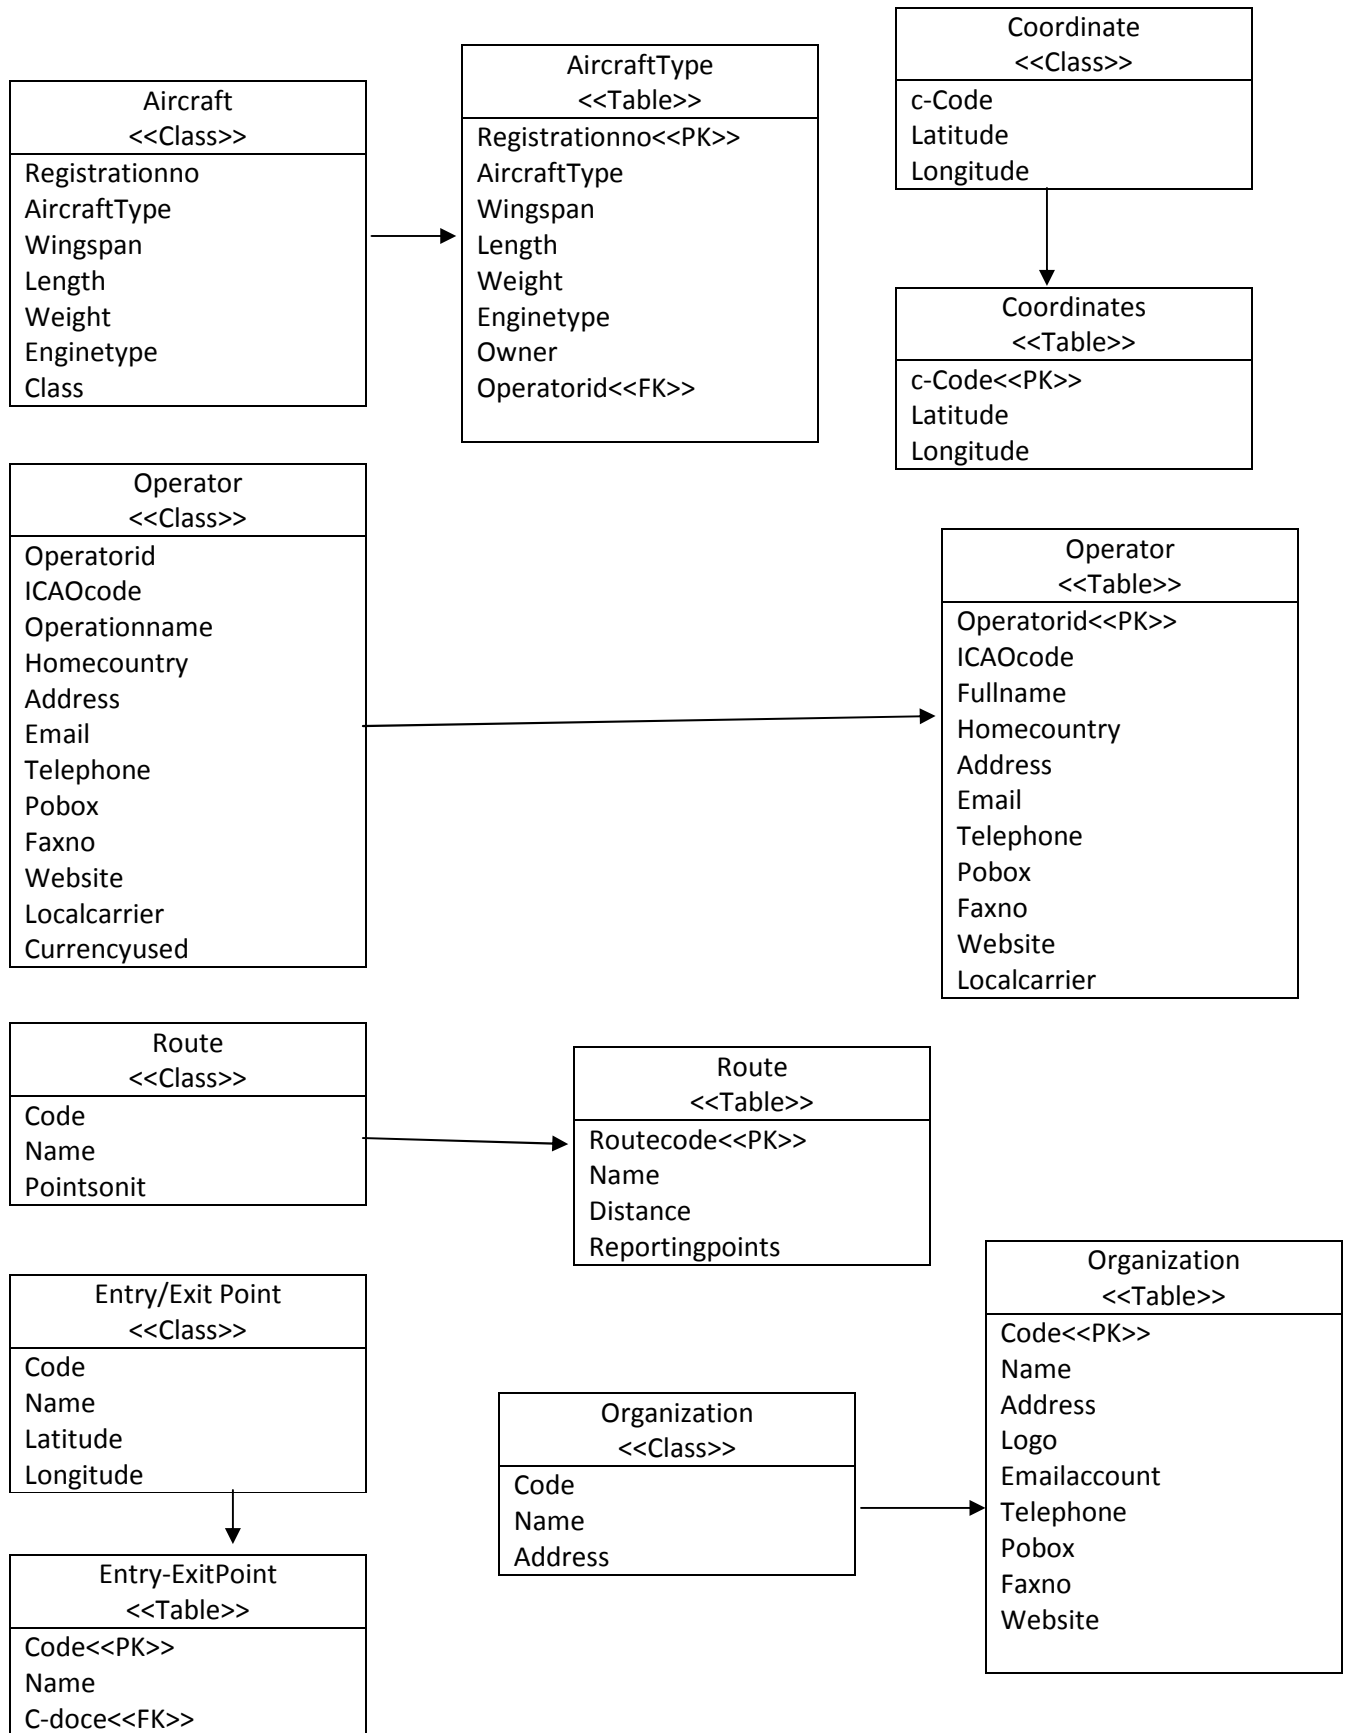 Aircraft
<<Class>>
Registrationno
AircraftType
Wingspan
Length
Weight
Enginetype
Class
AircraftType
<<Table>>
Registrationno<<PK>>
AircraftType
Wingspan
Length
Weight
Enginetype
Owner
Operatorid<<FK>>
Coordinate
<<Class>>
c-Code
Latitude
Longitude
Coordinates
<<Table>>
c-Code<<PK>>
Latitude
Longitude
Operator
<<Class>>
Operatorid
ICAOcode
Operationname
Homecountry
Address
Email
Telephone
Pobox
Faxno
Website
Localcarrier
Currencyused
Operator
<<Table>>
Operatorid<<PK>>
ICAOcode
Fullname
Homecountry
Address
Email
Telephone
Pobox
Faxno
Website
Localcarrier
Route
<<Class>>
Code
Name
Pointsonit
Route
<<Table>>
Routecode<<PK>>
Name
Distance
Reportingpoints
Entry/Exit Point
<<Class>>
Code
Name
Latitude
Longitude
Entry-ExitPoint
<<Table>>
Code<<PK>>
Name
C-doce<<FK>>
Organization
<<Class>>
Code
Name
Address
Organization
<<Table>>
Code<<PK>>
Name
Address
Logo
Emailaccount
Telephone
Pobox
Faxno
Website